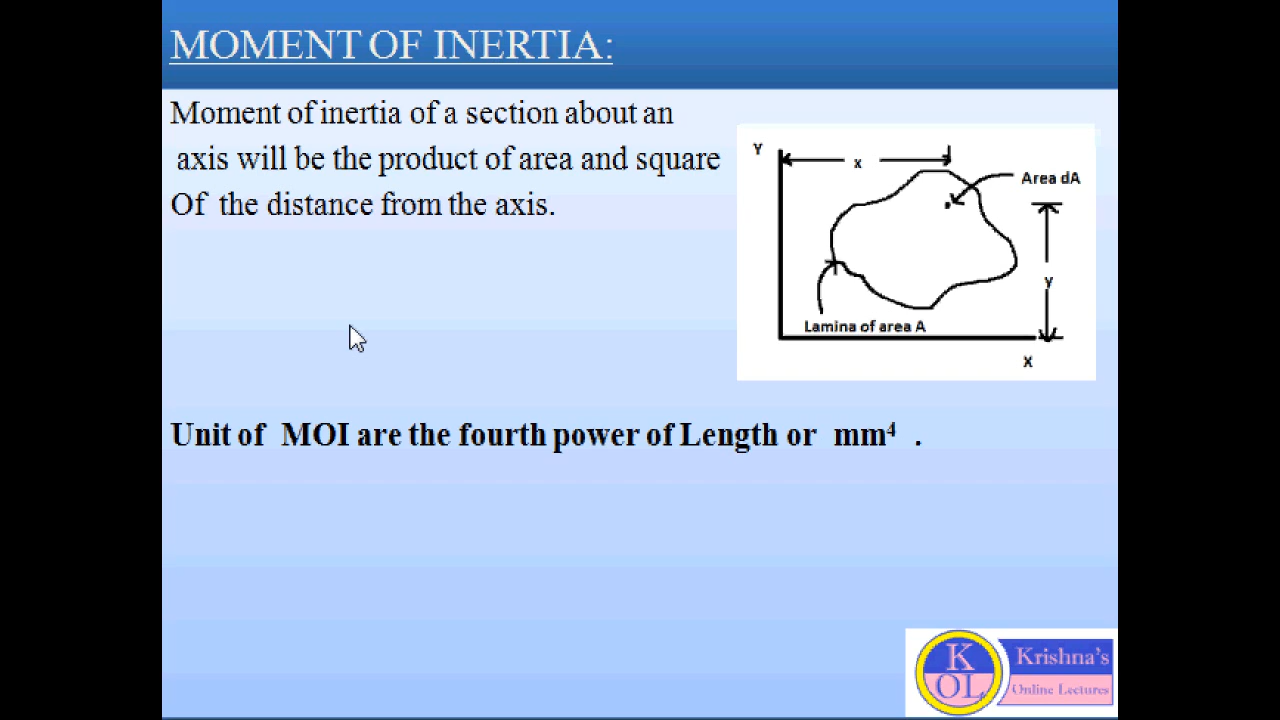 MOMENT OF INERTIA:
Moment of inertia of a section about an
axis will be the product of area and square
Of the distance from the axis.
Y
x
Area dA
Y
Lamina of area A
X
Unit of MOI are the fourth power of Length or mm⁴ .
K
OL
Krishna's
Online Lectures